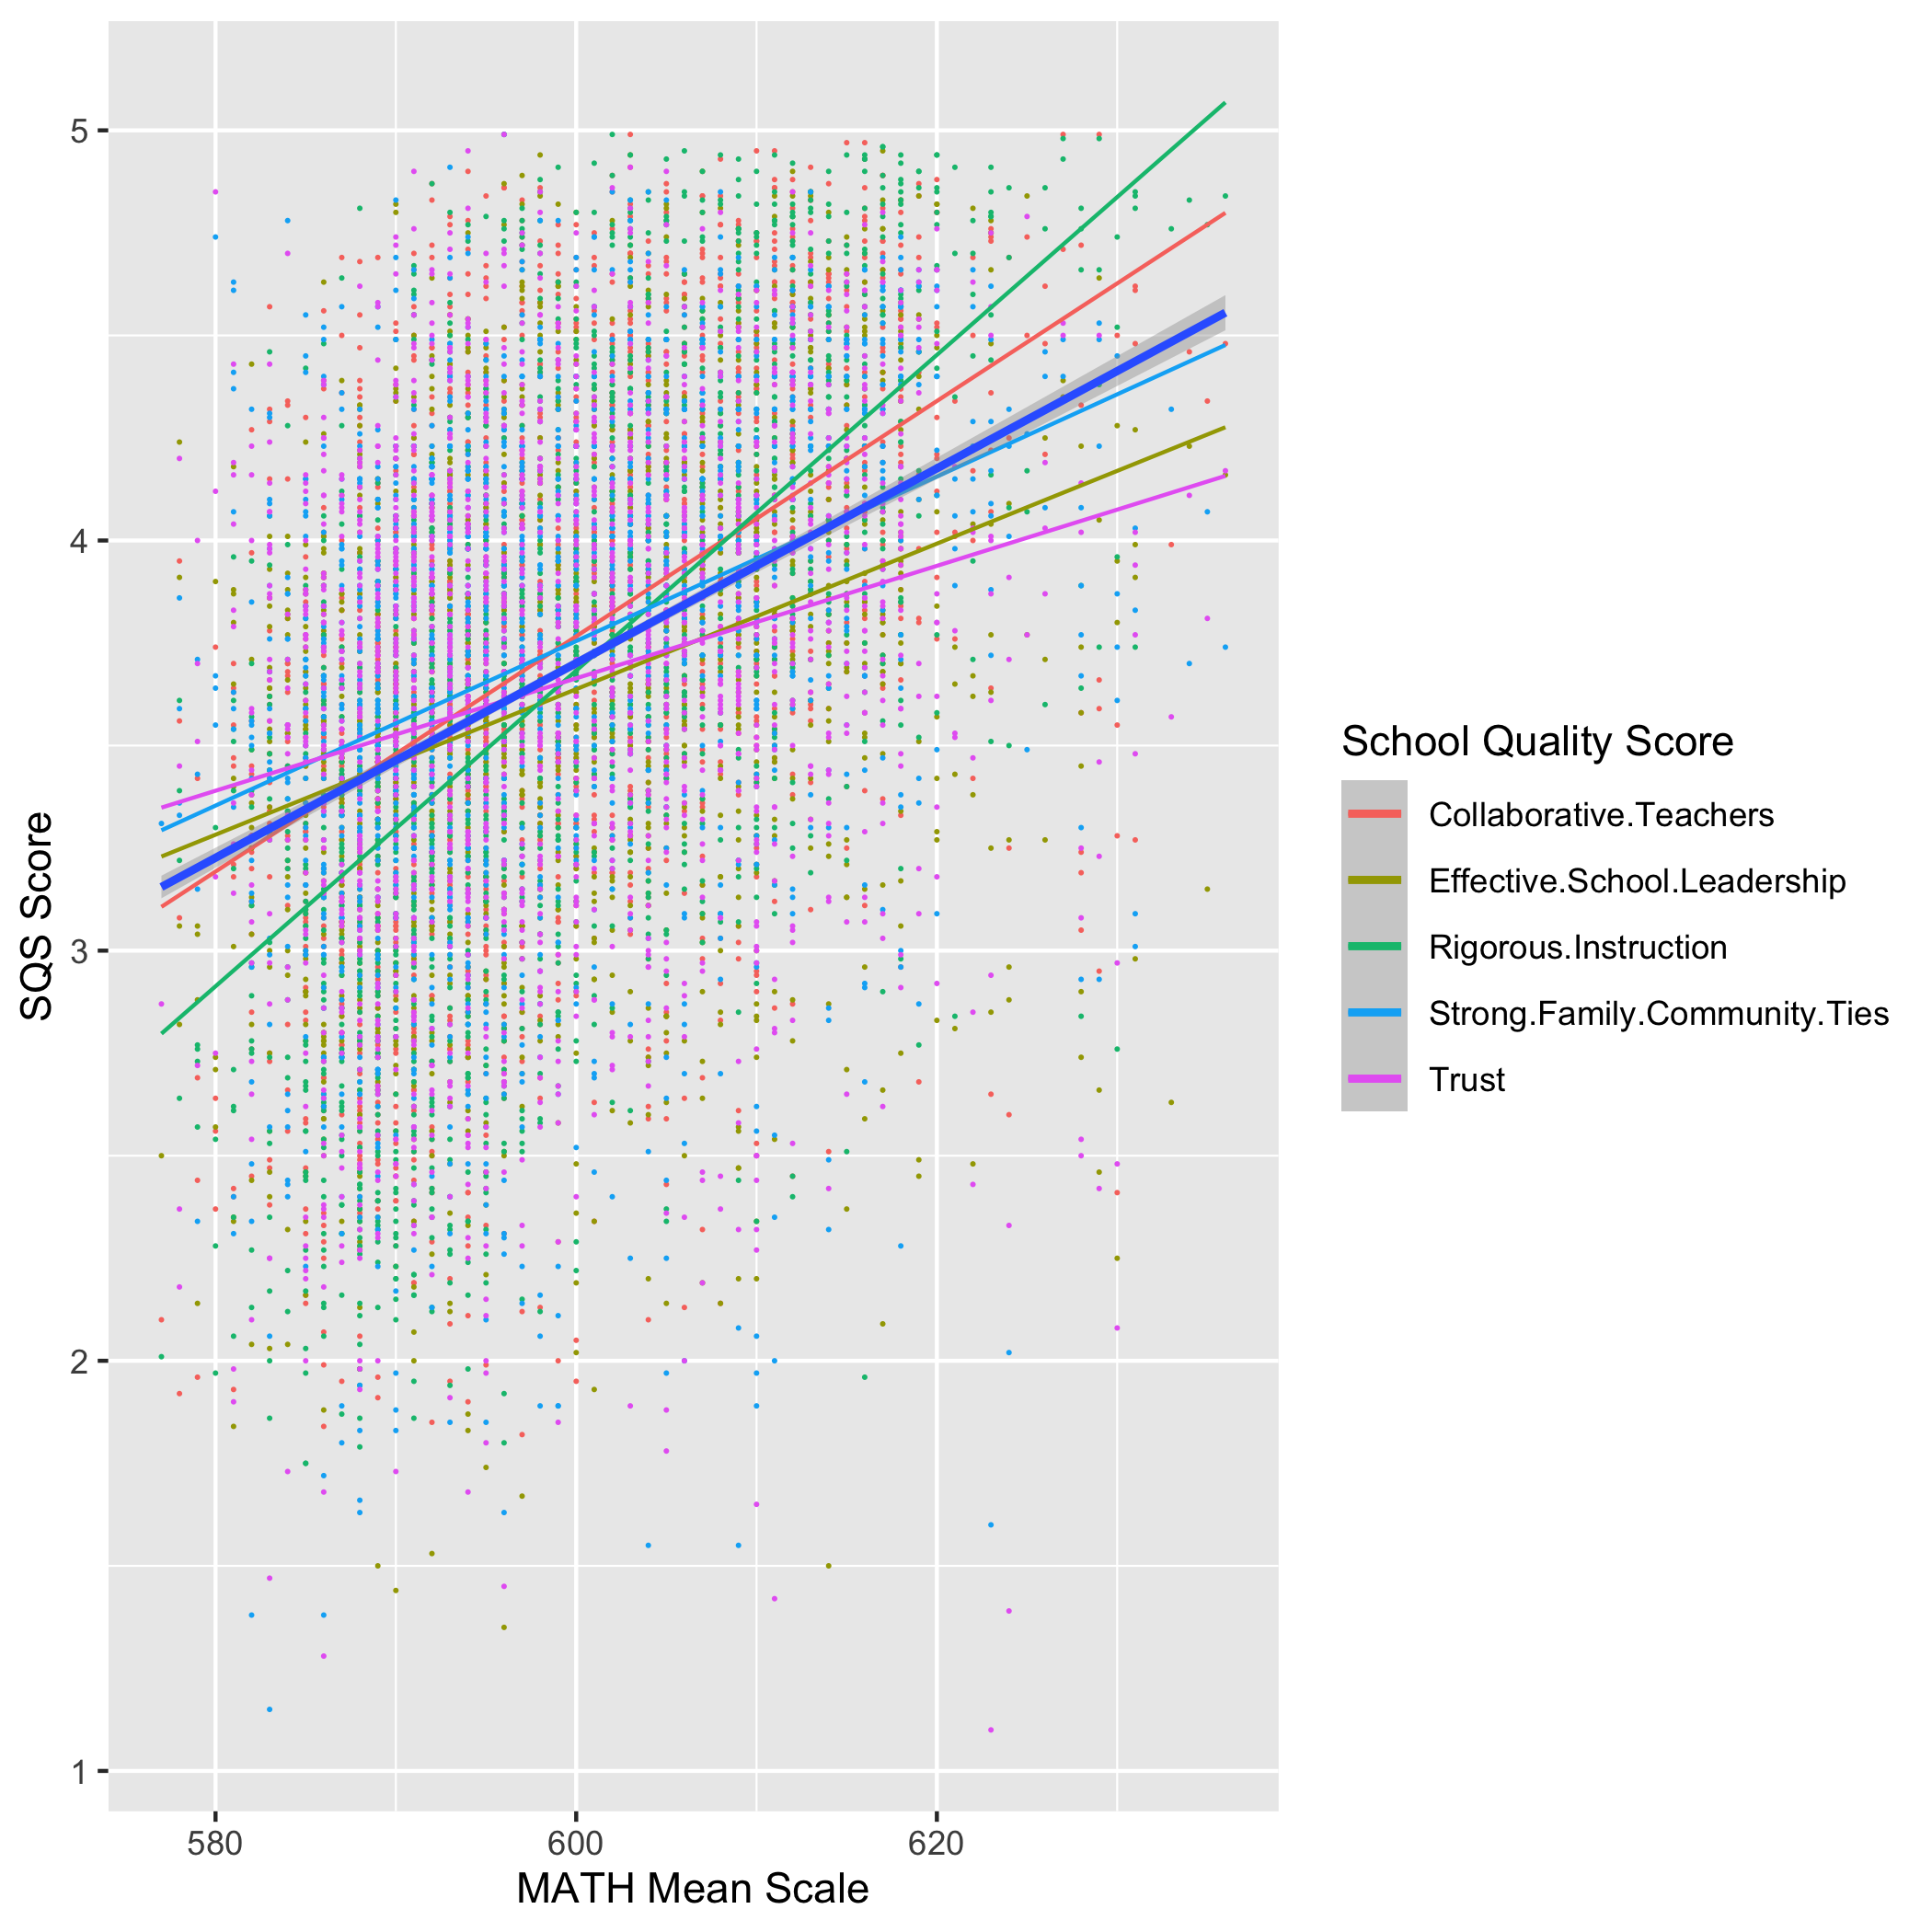 5
4
3
2
1
SQS Score
580
600
620
MATH Mean Scale
School Quality Score
Collaborative.Teachers
Effective.School.Leadership
Rigorous.Instruction
Strong.Family.Community.Ties
Trust